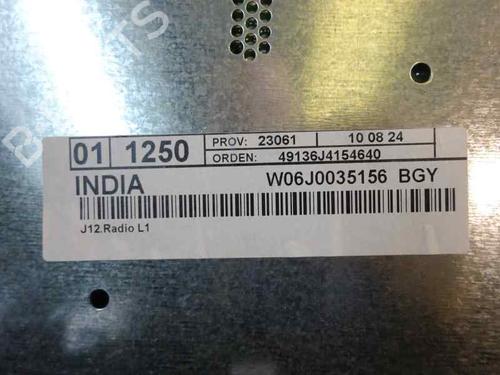 01 1250 PROV: 23061 10 08 24
ORDEN: 49136J4154640
INDIA W06J0035156 BGY
J12.Radio L1